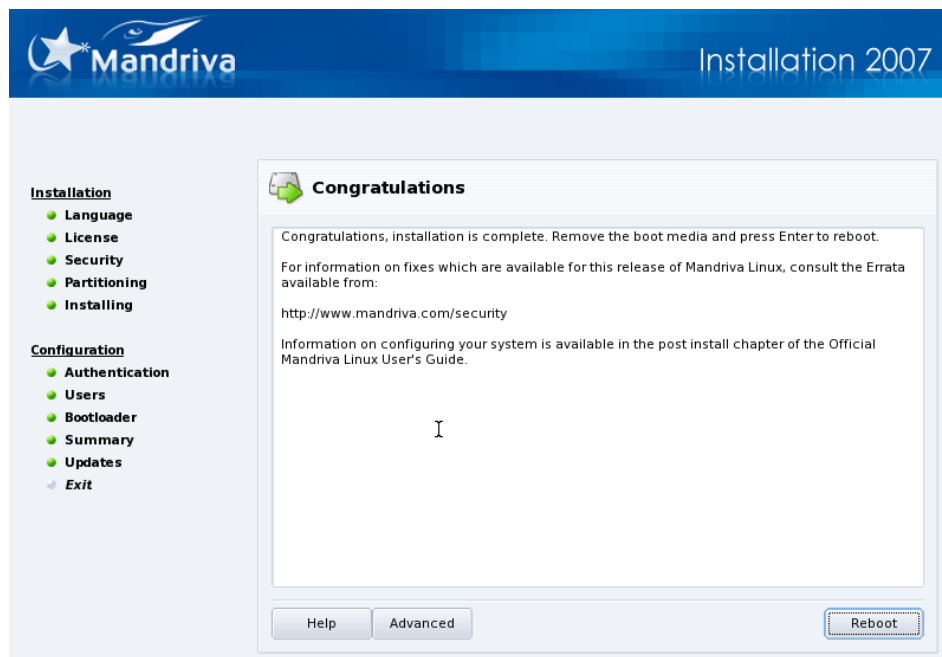 Mandriva
Installation 2007
Installation
Language
License
Security
Partitioning
Installing
Configuration
Authentication
Users
Bootloader
Summary
Updates
Exit
Congratulations
Congratulations, installation is complete. Remove the boot media and press Enter to reboot.
For information on fixes which are available for this release of Mandriva Linux, consult the Errata
available from:
http://www.mandriva.com/security
Information on configuring your system is available in the post install chapter of the Official
Mandriva Linux User's Guide.
Help
Advanced
Reboot